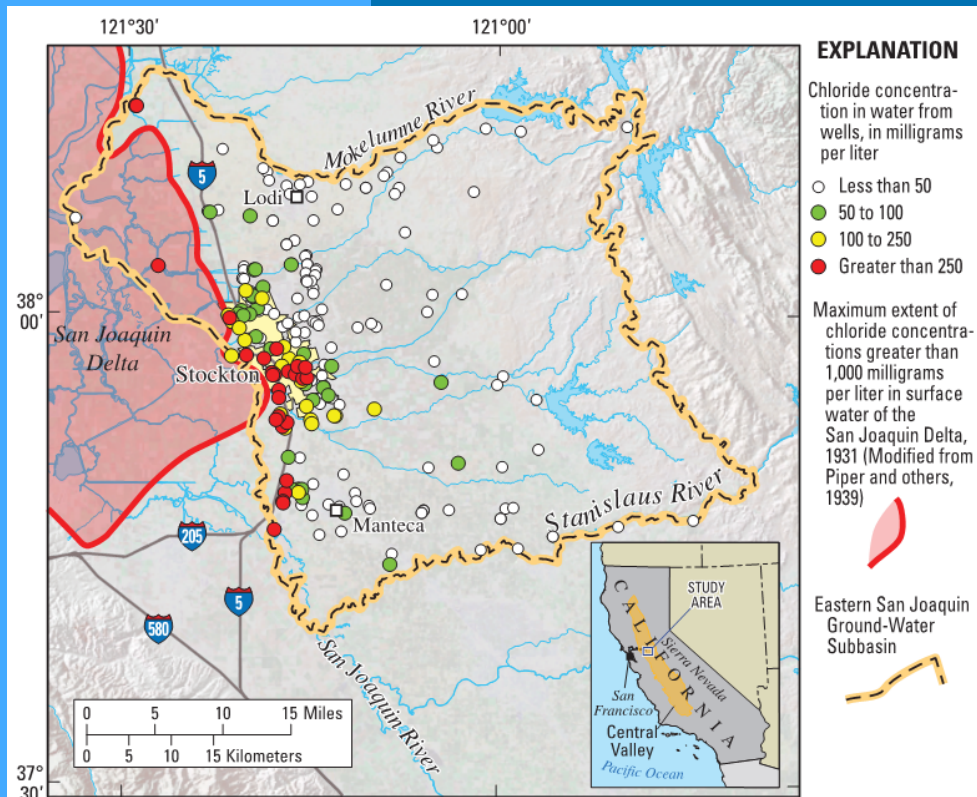 121°30'
121°00'
38°
00'
37°
30'
Mokelumne River
5
Lodi
San Joaquin
Delta
Stockton
Stanislaus River
Manteca
205
5
580
San Joaquin River
0 5 10 15 Miles
0 5 10 15 Kilometers
STUDY
AREA
CALIFORNIA
Sierra Nevada
San
Francisco
Central
Valley
Pacific Ocean
EXPLANATION
Chloride concentra-
tion in water from
wells, in milligrams
per liter
Less than 50
50 to 100
100 to 250
Greater than 250
Maximum extent of
chloride concentra-
tions greater than
1,000 milligrams
per liter in surface
water of the
San Joaquin Delta,
1931 (Modified from
Piper and others,
1939)
Eastern San Joaquin
Ground-Water
Subbasin